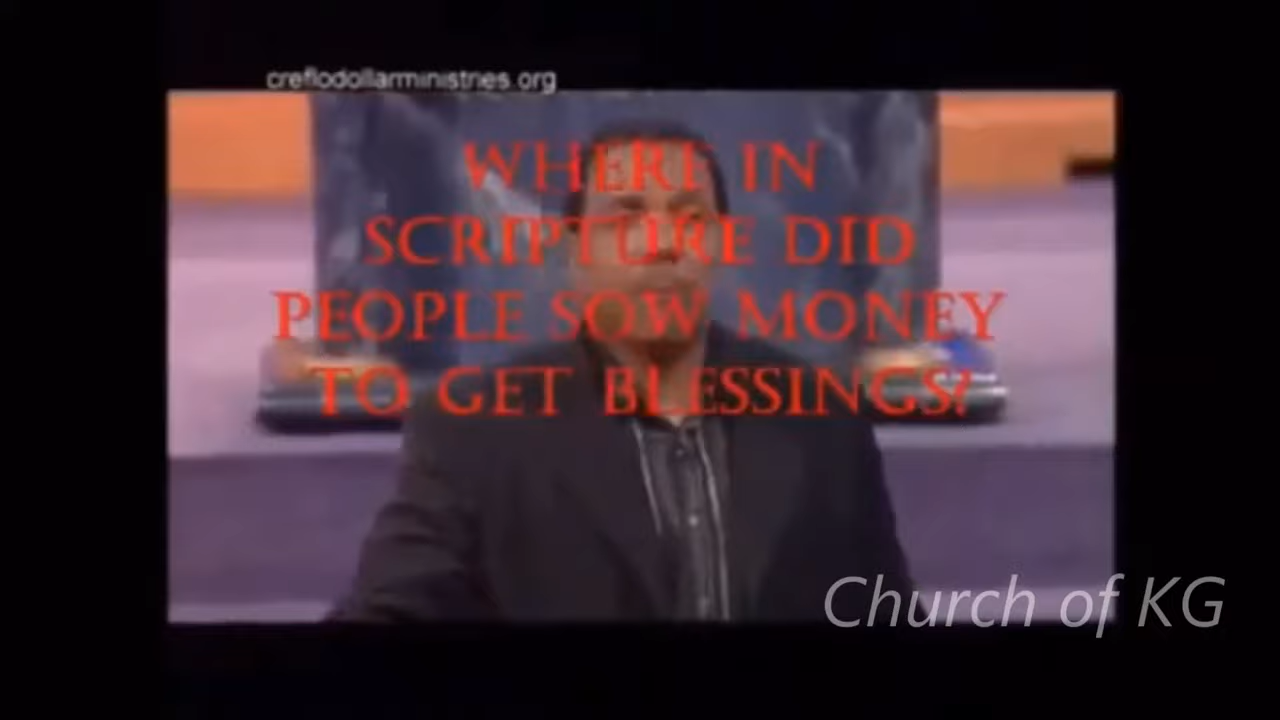 creflodollarministries.org
WHERE IN
SCRIPTURE DID
PEOPLE SOW MONEY
TO GET BLESSINGS?
Church of KG